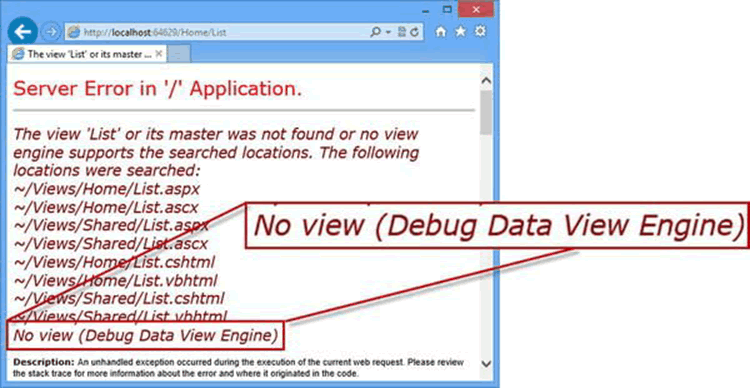 http://localhost:64629/Home/List
The view 'List' or its master ...
Server Error in '/' Application.
The view 'List' or its master was not found or no view
engine supports the searched locations. The following
locations were searched:
~/Views/Home/List.aspx
~/Views/Home/List.ascx
~/Views/Shared/List.aspx
~/Views/Shared/List.ascx
~/Views/Home/List.cshtml
~/Views/Home/List.vbhtml
~/Views/Shared/List.cshtml
~/Views/Shared/List.vbhtml
No view (Debug Data View Engine)
No view (Debug Data View Engine)
Description: An unhandled exception occurred during the execution of the current web request. Please review
the stack trace for more information about the error and where it originated in the code.